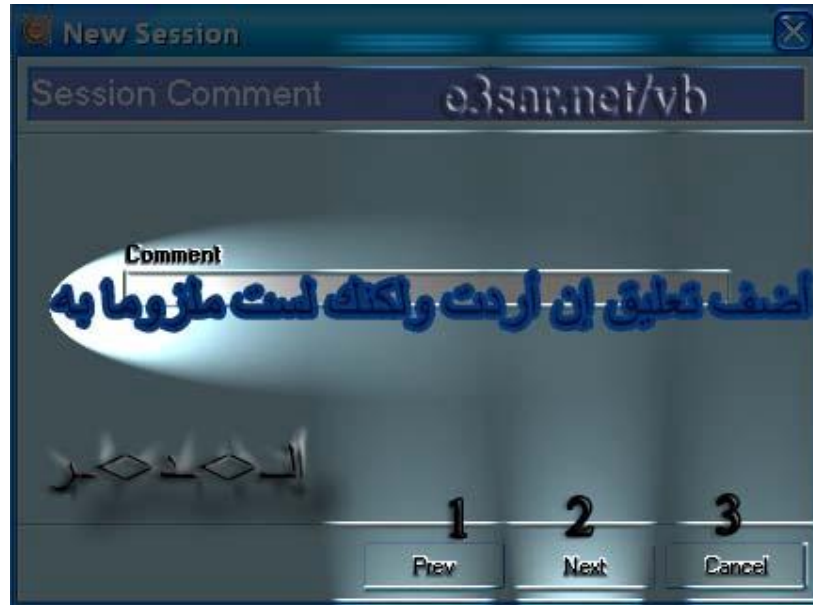 New Session
Session Comment o3sar.net/vb
Comment
أضف تعليق إن أردت ولكنك لست ملزوما به
1 2 3
Prev Next Cancel